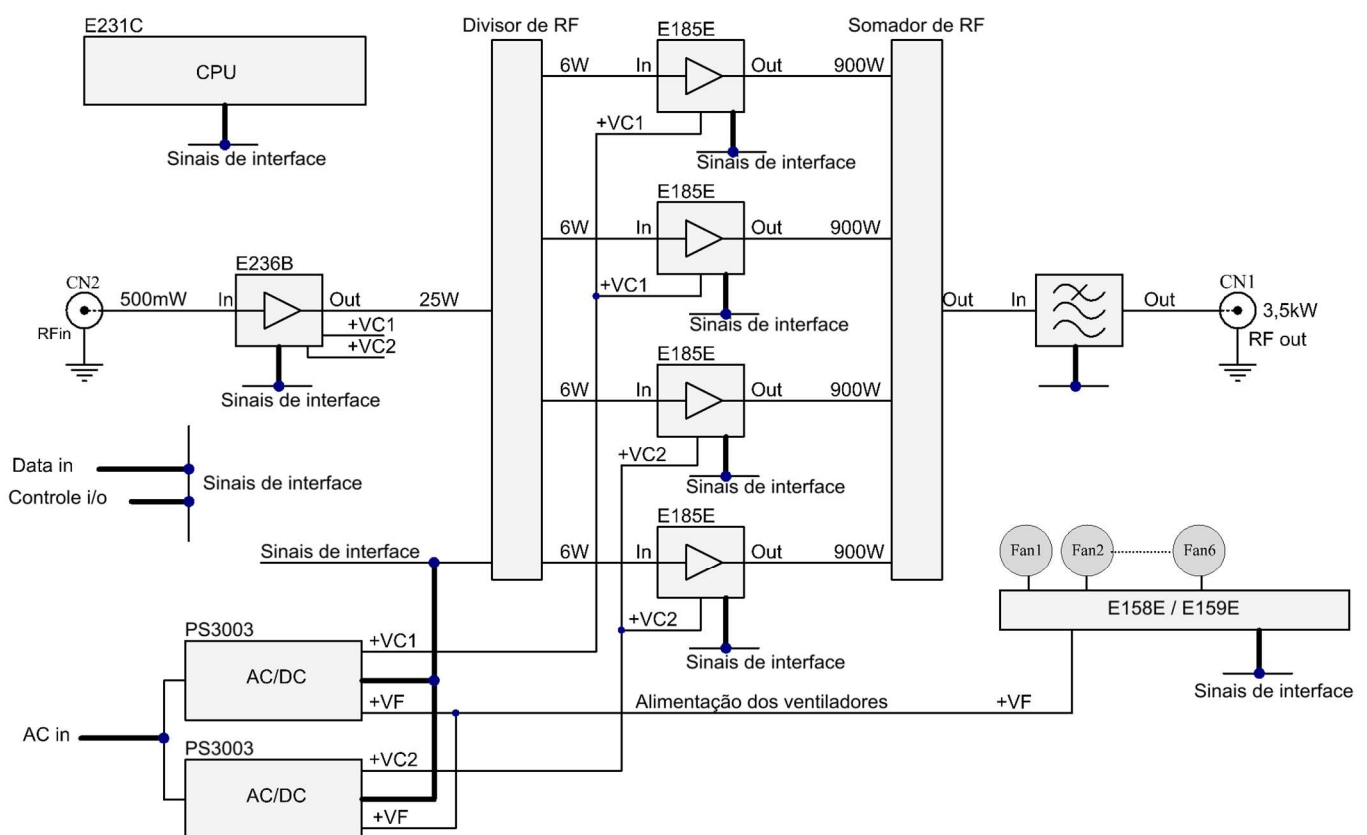 E231C
CPU
Sinais de interface
Divisor de RF
E185E
Somador de RF
6W
In
Out
900W
+VC1
Sinais de interface
E185E
6W
In
Out
900W
+VC1
Sinais de interface
CN2
500mW
RFin
E236B
In
Out
25W
+VC1
+VC2
Sinais de interface
Out
In
Out
CN1
3,5kW
RF out
E185E
6W
In
Out
900W
+VC2
Sinais de interface
Data in
Controle i/o
Sinais de interface
Sinais de interface
E185E
6W
In
Out
900W
+VC2
Sinais de interface
Fan1
Fan2
Fan6
E158E / E159E
Sinais de interface
PS3003
AC/DC
+VC1
+VF
Alimentação dos ventiladores
+VF
AC in
PS3003
AC/DC
+VC2
+VF